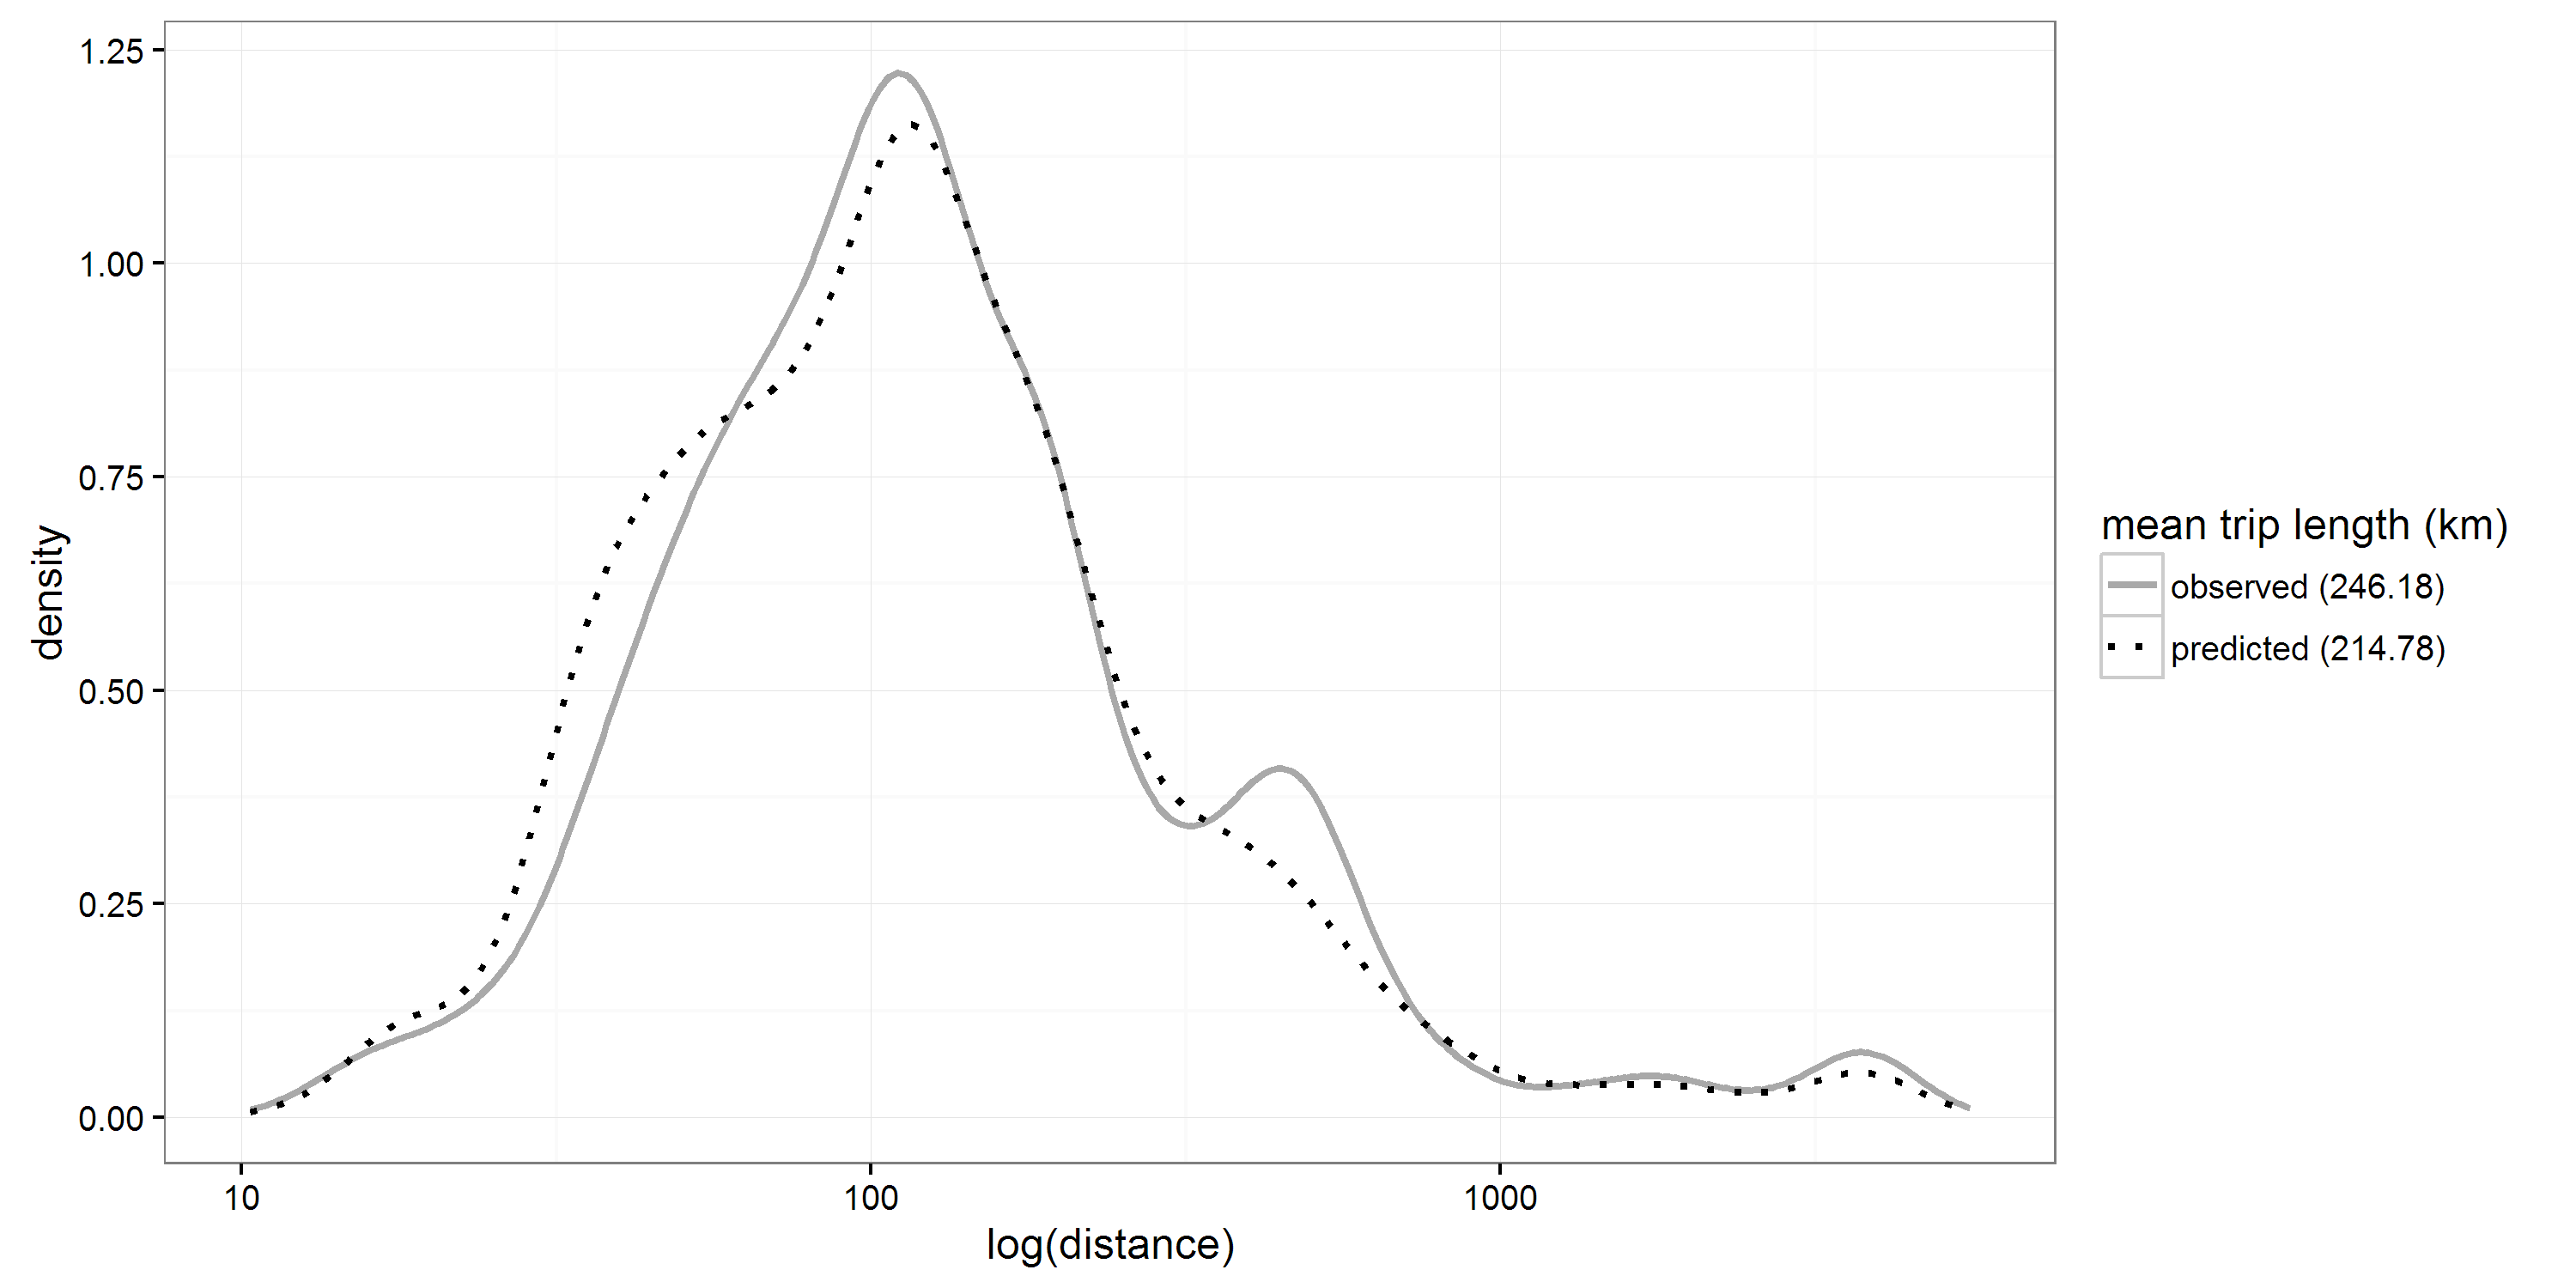 1.25
1.00
0.75
0.50
0.25
0.00
density
10
100
1000
log(distance)
mean trip length (km)
observed (246.18)
predicted (214.78)